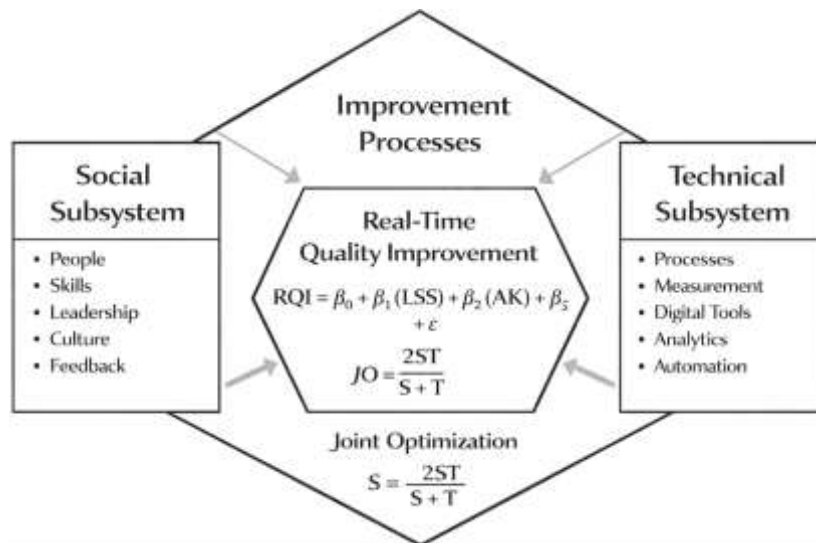 Improvement
Processes
Social
Subsystem
• People
• Skills
• Leadership
• Culture
• Feedback
Real-Time
Quality Improvement
RQI = β₀ + β₁ (LSS) + β₂ (AK) + β₅
+ ε
JO = 2ST / S + T
Technical
Subsystem
• Processes
• Measurement
• Digital Tools
• Analytics
• Automation
Joint Optimization
S = 2ST / S + T